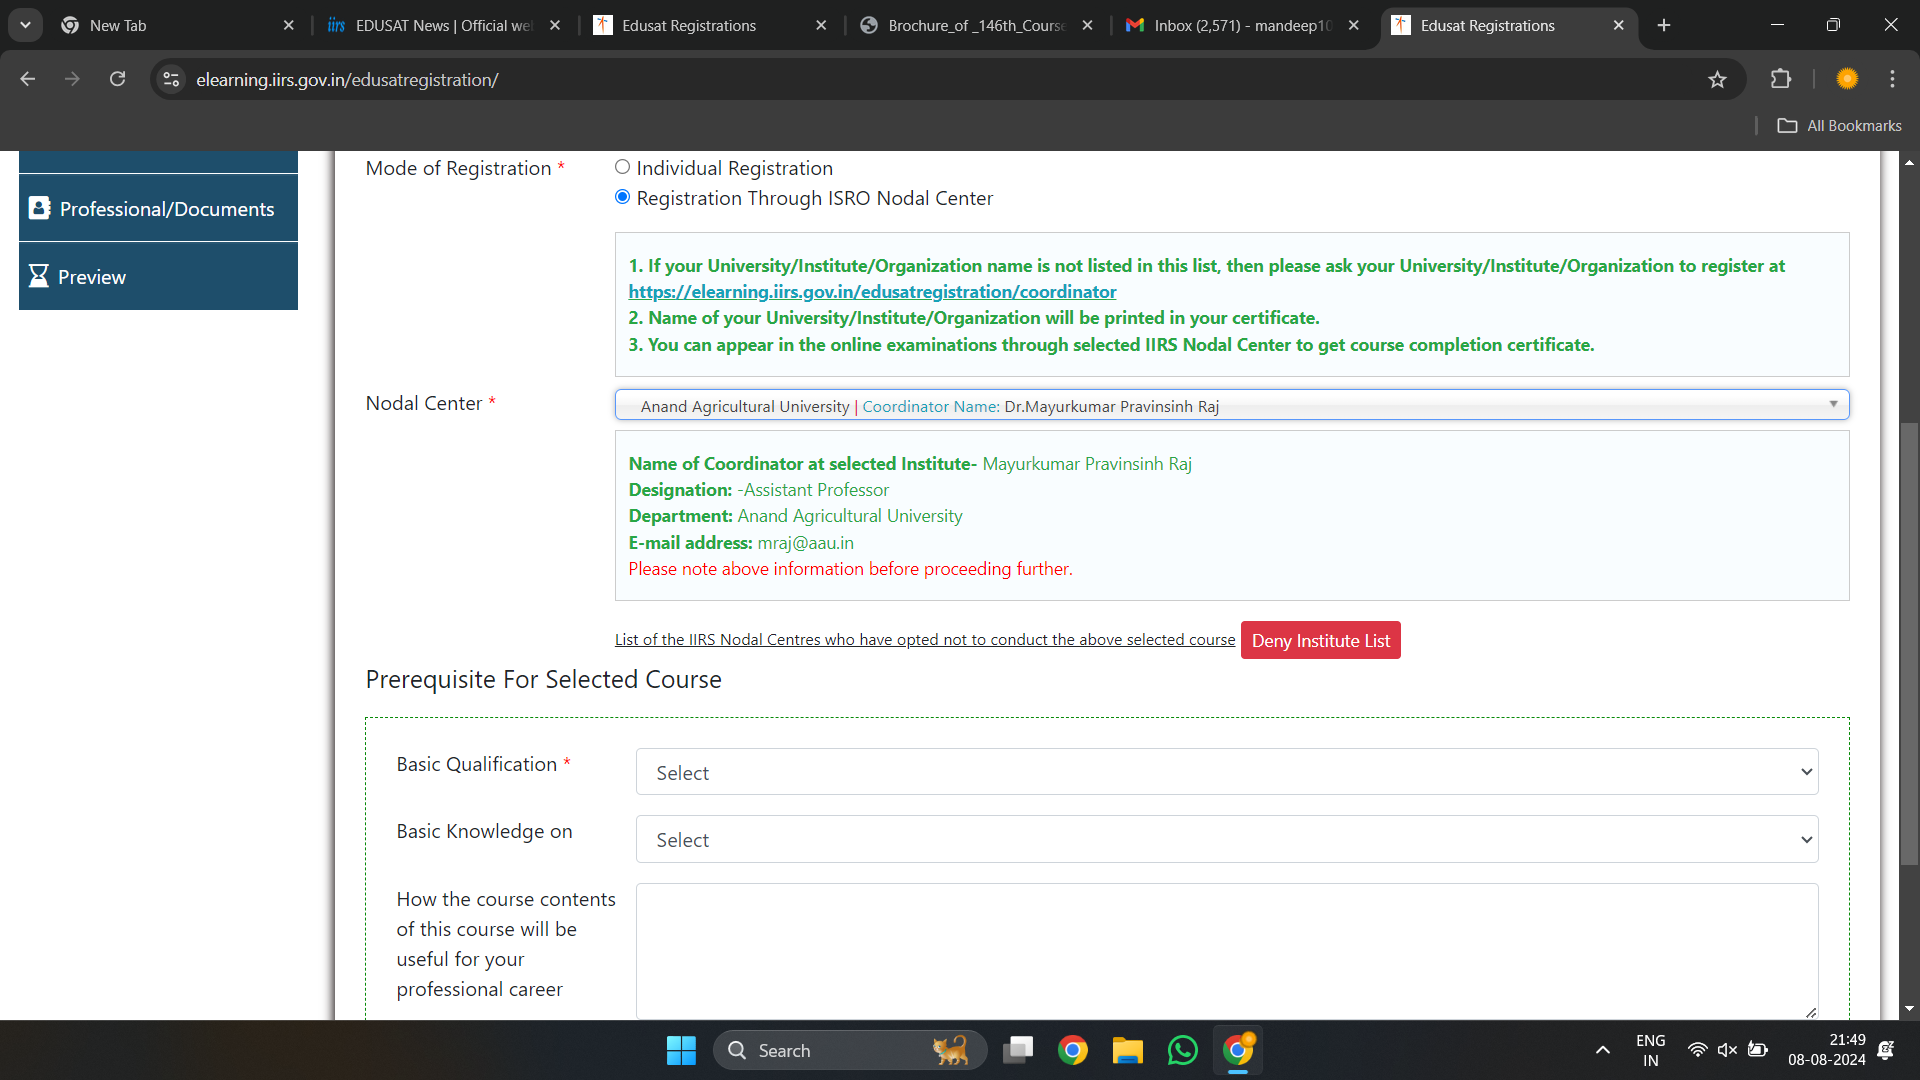 New Tab
EDUSAT News | Official we
Edusat Registrations
Brochure_of _146th_Course
Inbox (2,571) - mandeep10
Edusat Registrations
elearning.iirs.gov.in/edusatregistration/
All Bookmarks
Professional/Documents
Preview
Mode of Registration *
Individual Registration
Registration Through ISRO Nodal Center
1. If your University/Institute/Organization name is not listed in this list, then please ask your University/Institute/Organization to register at
https://elearning.iirs.gov.in/edusatregistration/coordinator
2. Name of your University/Institute/Organization will be printed in your certificate.
3. You can appear in the online examinations through selected IIRS Nodal Center to get course completion certificate.
Nodal Center *
Anand Agricultural University | Coordinator Name: Dr.Mayurkumar Pravinsinh Raj
Name of Coordinator at selected Institute- Mayurkumar Pravinsinh Raj
Designation: -Assistant Professor
Department: Anand Agricultural University
E-mail address: mraj@aau.in
Please note above information before proceeding further.
List of the IIRS Nodal Centres who have opted not to conduct the above selected course
Deny Institute List
Prerequisite For Selected Course
Basic Qualification *
Select
Basic Knowledge on
Select
How the course contents
of this course will be
useful for your
professional career
Search
ENG
IN
21:49
08-08-2024